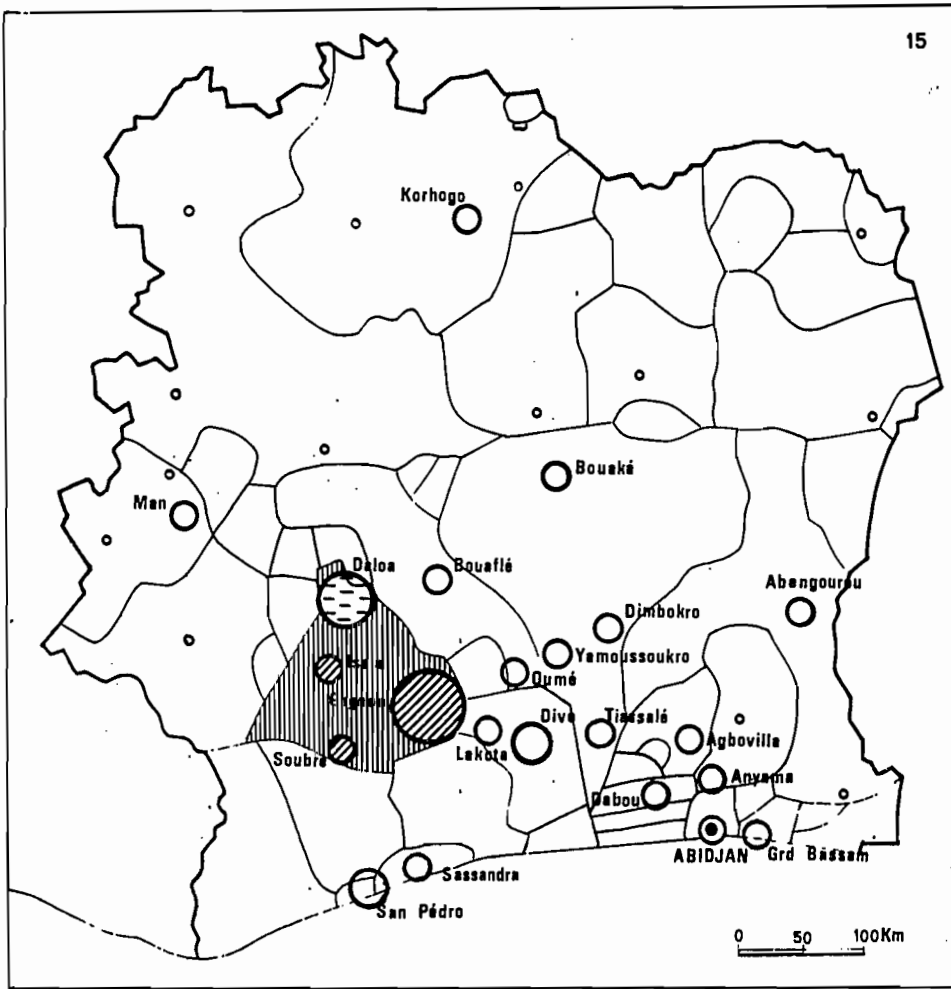 15
Korhogo
Bouaké
Man
Daloa
Bouaflé
Abengourou
Dimbokro
Yamoussoukro
Oumé
Divo
Tiassalé
Soubré
Lakota
Agboville
Anyama
Dabou
ABIDJAN
Grd Bassam
Sassandra
San Pédro
0 50 100Km